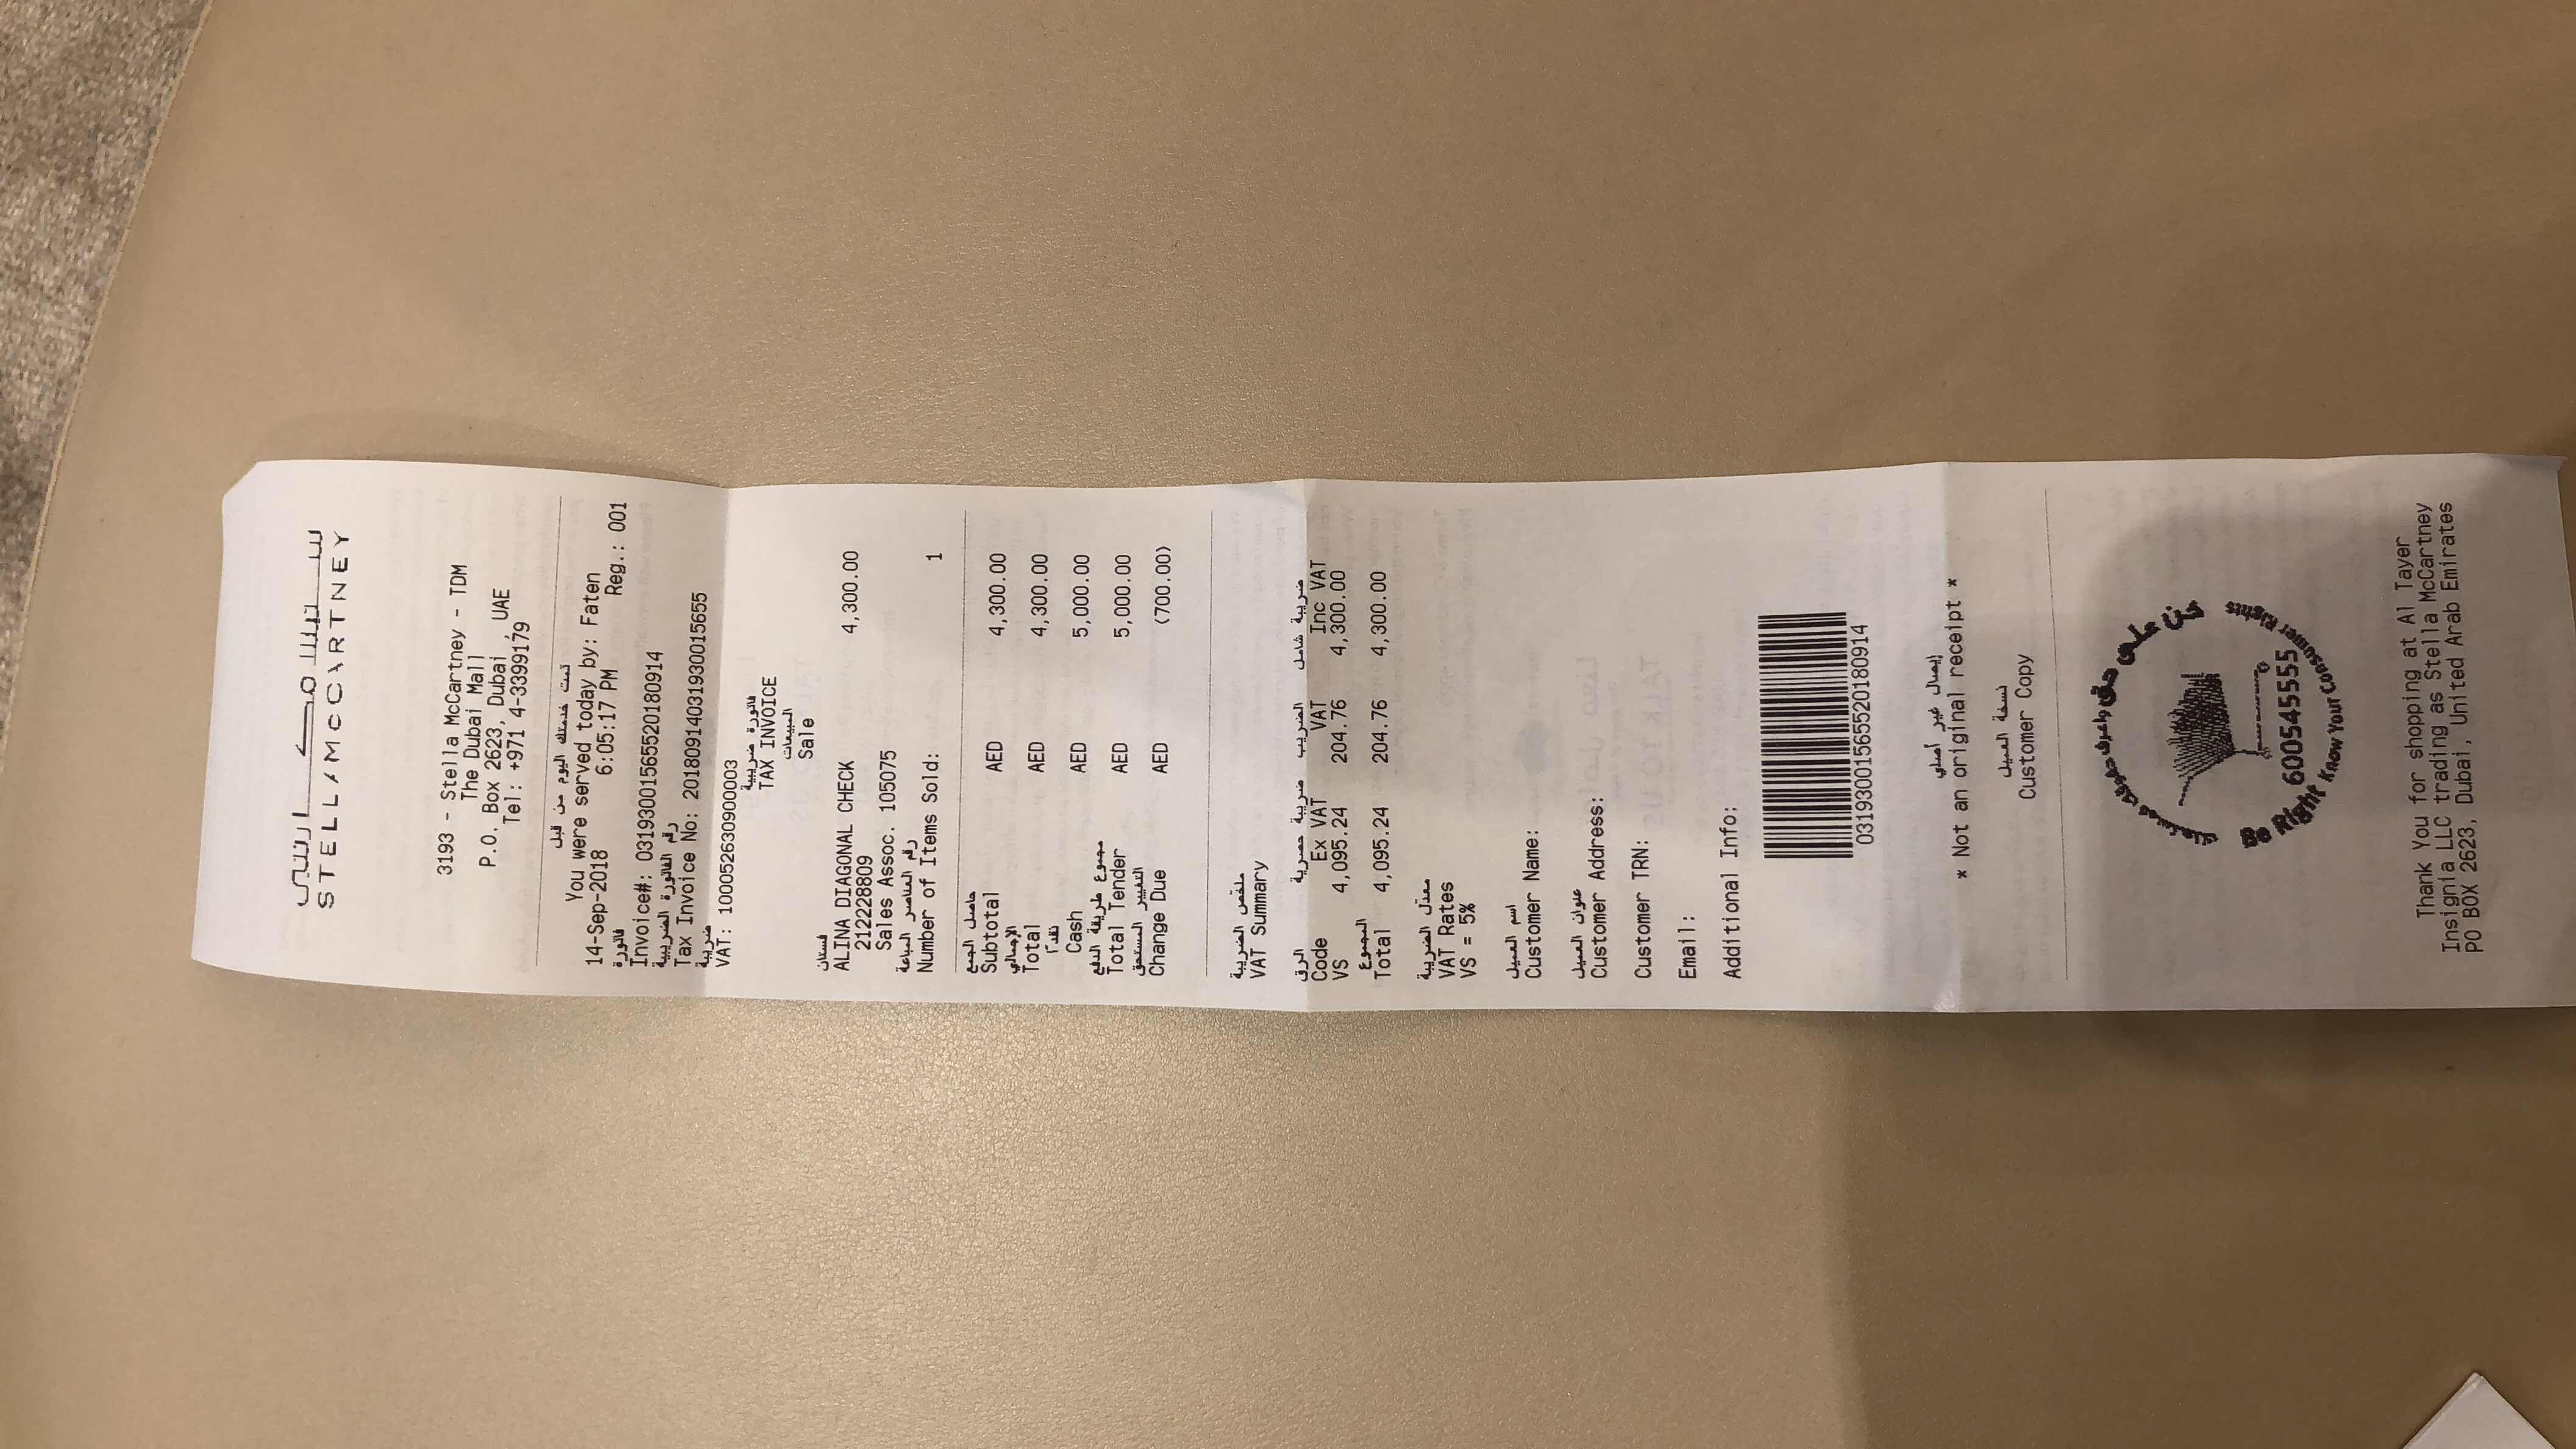 ستيلا مكارتني
STELLA McCARTNEY
3193 - Stella McCartney - TDM
The Dubai Mall
P.O. Box 2623, Dubai , UAE
Tel: +971 4-3399179
تمت خدمتك اليوم من قبل
You were served today by: Faten
14-Sep-2018 6:05:17 PM Reg.: 001
فاتورة
Invoice#: 03193001565520180914
رقم الفاتورة الضريبية
Tax Invoice No: 20180914031930015655
ضريبة
VAT: 100052630900003
فاتورة ضريبية
TAX INVOICE
المبيعات
Sale
فستان
ALINA DIAGONAL CHECK 4,300.00
212228809
Sales Assoc. 105075
رقم العناصر المباعة
Number of Items Sold: 1
حاصل الجمع
Subtotal AED 4,300.00
الإجمالي
Total AED 4,300.00
نقدًا
Cash AED 5,000.00
مجموع طريقة الدفع
Total Tender AED 5,000.00
التغيير المستحق
Change Due AED (700.00)
ملخّص الضريبة
VAT Summary
الرق ضريبة حصرية الضريب ضريبة شامل
Code Ex VAT VAT Inc VAT
VS 4,095.24 204.76 4,300.00
المجموع
Total 4,095.24 204.76 4,300.00
معدّل الضريبة
VAT Rates
VS = 5%
اسم العميل
Customer Name:
عنوان العميل
Customer Address:
Customer TRN:
Email:
Additional Info:
03193001565520180914
إيصال غير أصلي
* Not an original receipt *
نسخة العميل
Customer Copy
كن على حق واعرف حقوقك كمستهلك
600545555
Be Right Know Your Consumer Rights
Thank You for shopping at Al Tayer
Insignia LLC trading as Stella McCartney
PO BOX 2623, Dubai, United Arab Emirates